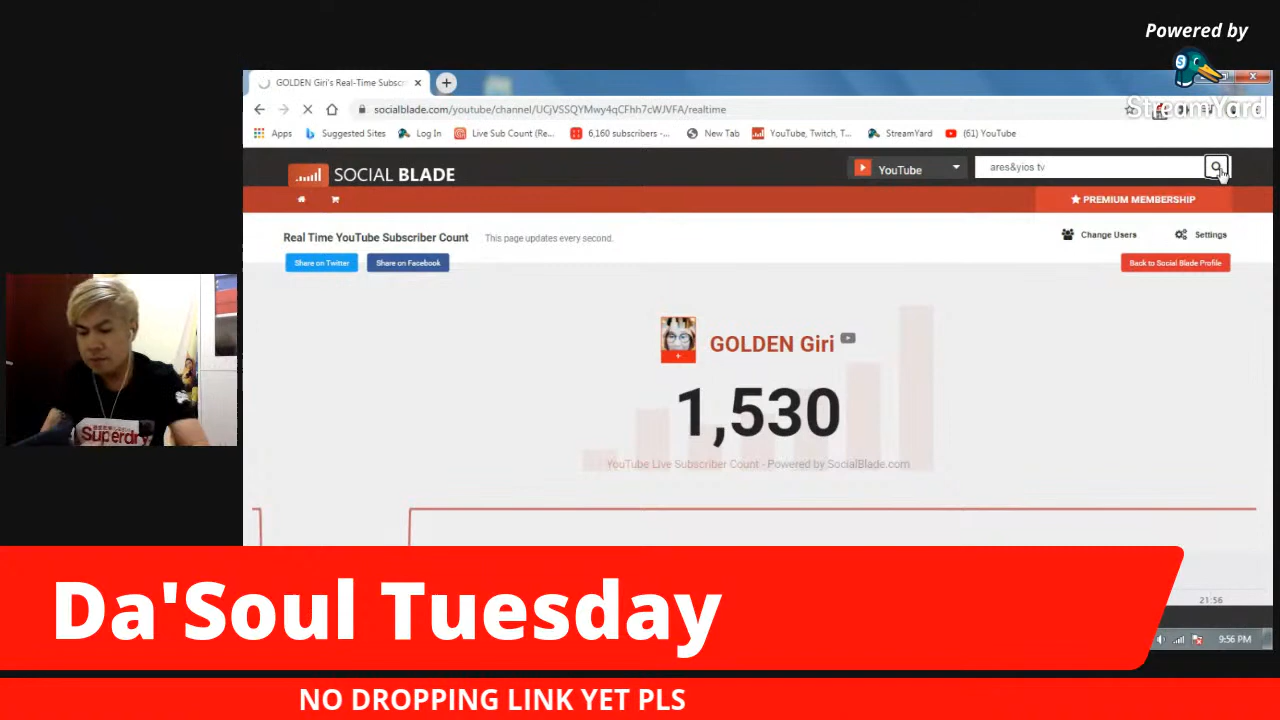 Powered by
StreamYard
GOLDEN Giri's Real-Time Subscr
socialblade.com/youtube/channel/UCjVSSQYMwy4qCFhh7cWJVFA/realtime
Apps Suggested Sites Log In Live Sub Count (Re... 6,160 subscribers -... New Tab YouTube, Twitch, T... StreamYard (61) YouTube
SOCIAL BLADE YouTube ares&yios tv
PREMIUM MEMBERSHIP
Real Time YouTube Subscriber Count This page updates every second. Change Users Settings
Share on Twitter Share on Facebook Back to Social Blade Profile
GOLDEN Giri
1,530
YouTube Live Subscriber Count - Powered by SocialBlade.com
Superdry
21:56
Da'Soul Tuesday
9:56 PM
NO DROPPING LINK YET PLS